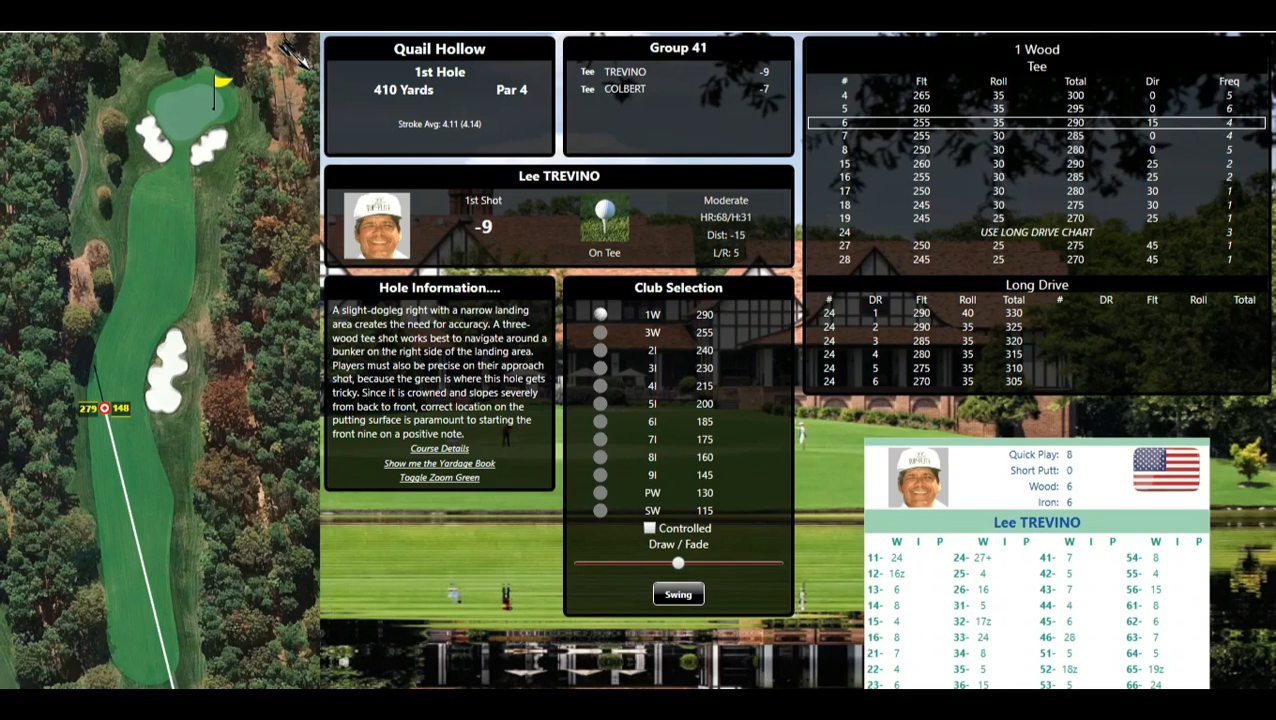 279 148
Quail Hollow
1st Hole
410 Yards Par 4
Stroke Avg: 4.11 (4.14)
Group 41
Tee TREVINO -9
Tee COLBERT -7
Lee TREVINO
1st Shot
-9
On Tee
Moderate
HR:68/H:31
Dist: -15
L/R: 5
Hole Information....
A slight-dogleg right with a narrow landing
area creates the need for accuracy. A three-
wood tee shot works best to navigate around a
bunker on the right side of the landing area.
Players must also be precise on their approach
shot, because the green is where this hole gets
tricky. Since it is crowned and slopes severely
from back to front, correct location on the
putting surface is paramount to starting the
front nine on a positive note.
Course Details
Show me the Yardage Book
Toggle Zoom Green
Club Selection
1W 290
3W 255
2I 240
3I 230
4I 215
5I 200
6I 185
7I 175
8I 160
9I 145
PW 130
SW 115
Controlled
Draw / Fade
Swing
1 Wood
Tee
# Flt Roll Total Dir Freq
4 265 35 300 0 5
5 260 35 295 0 6
6 255 35 290 15 4
7 255 30 285 0 4
8 250 30 280 0 5
15 260 30 290 25 2
16 255 30 285 25 2
17 250 30 280 30 1
18 245 30 275 30 1
19 245 25 270 25 1
24 USE LONG DRIVE CHART 3
27 250 25 275 45 1
28 245 25 270 45 1
Long Drive
# DR Flt Roll Total # DR Flt Roll Total
24 1 290 40 330
24 2 290 35 325
24 3 285 35 320
24 4 280 35 315
24 5 275 35 310
24 6 270 35 305
Quick Play: 8
Short Putt: 0
Wood: 6
Iron: 6
Lee TREVINO
W I P W I P W I P W I P
11- 24 24- 27+ 41- 7 54- 8
12- 16z 25- 4 42- 5 55- 4
13- 6 26- 16 43- 7 56- 15
14- 8 31- 5 44- 4 61- 8
15- 4 32- 17z 45- 6 62- 6
16- 8 33- 24 46- 28 63- 7
21- 7 34- 8 51- 5 64- 5
22- 4 35- 5 52- 18z 65- 19z
23- 6 36- 15 53- 5 66- 24